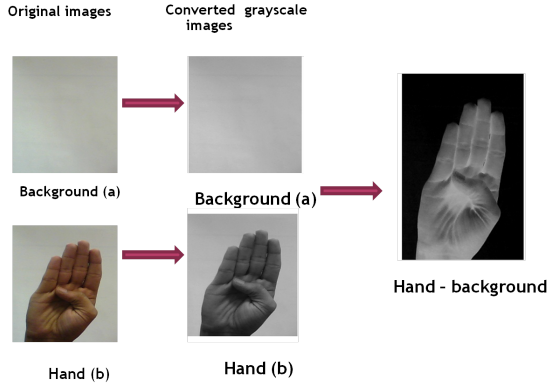 Original images
Converted grayscale
images
Background (a)
Background (a)
Hand - background
Hand (b)
Hand (b)